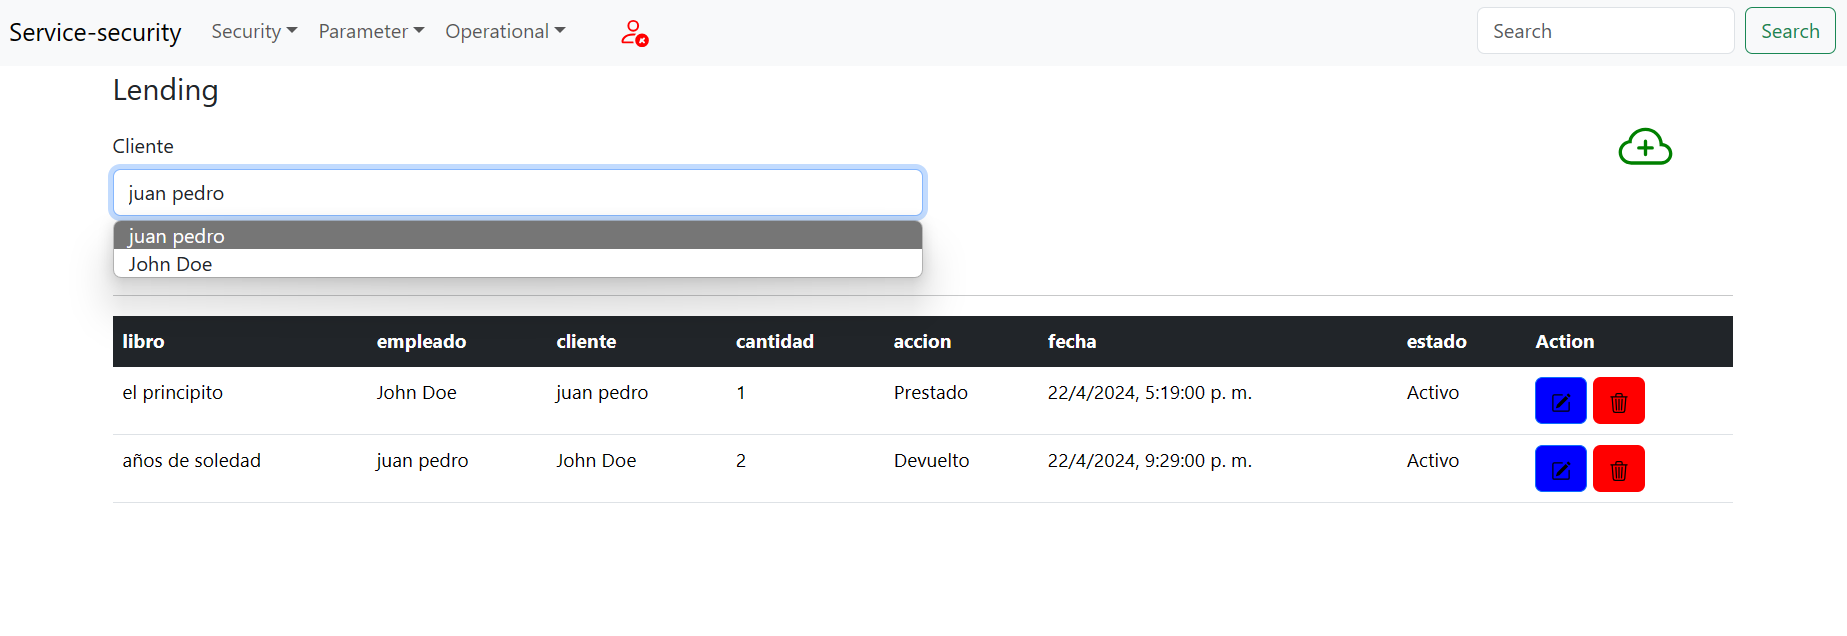 Service-security Security Parameter Operational Search Search
Lending
Cliente
juan pedro
juan pedro
John Doe
libro empleado cliente cantidad accion fecha estado Action
el principito John Doe juan pedro 1 Prestado 22/4/2024, 5:19:00 p. m. Activo
años de soledad juan pedro John Doe 2 Devuelto 22/4/2024, 9:29:00 p. m. Activo